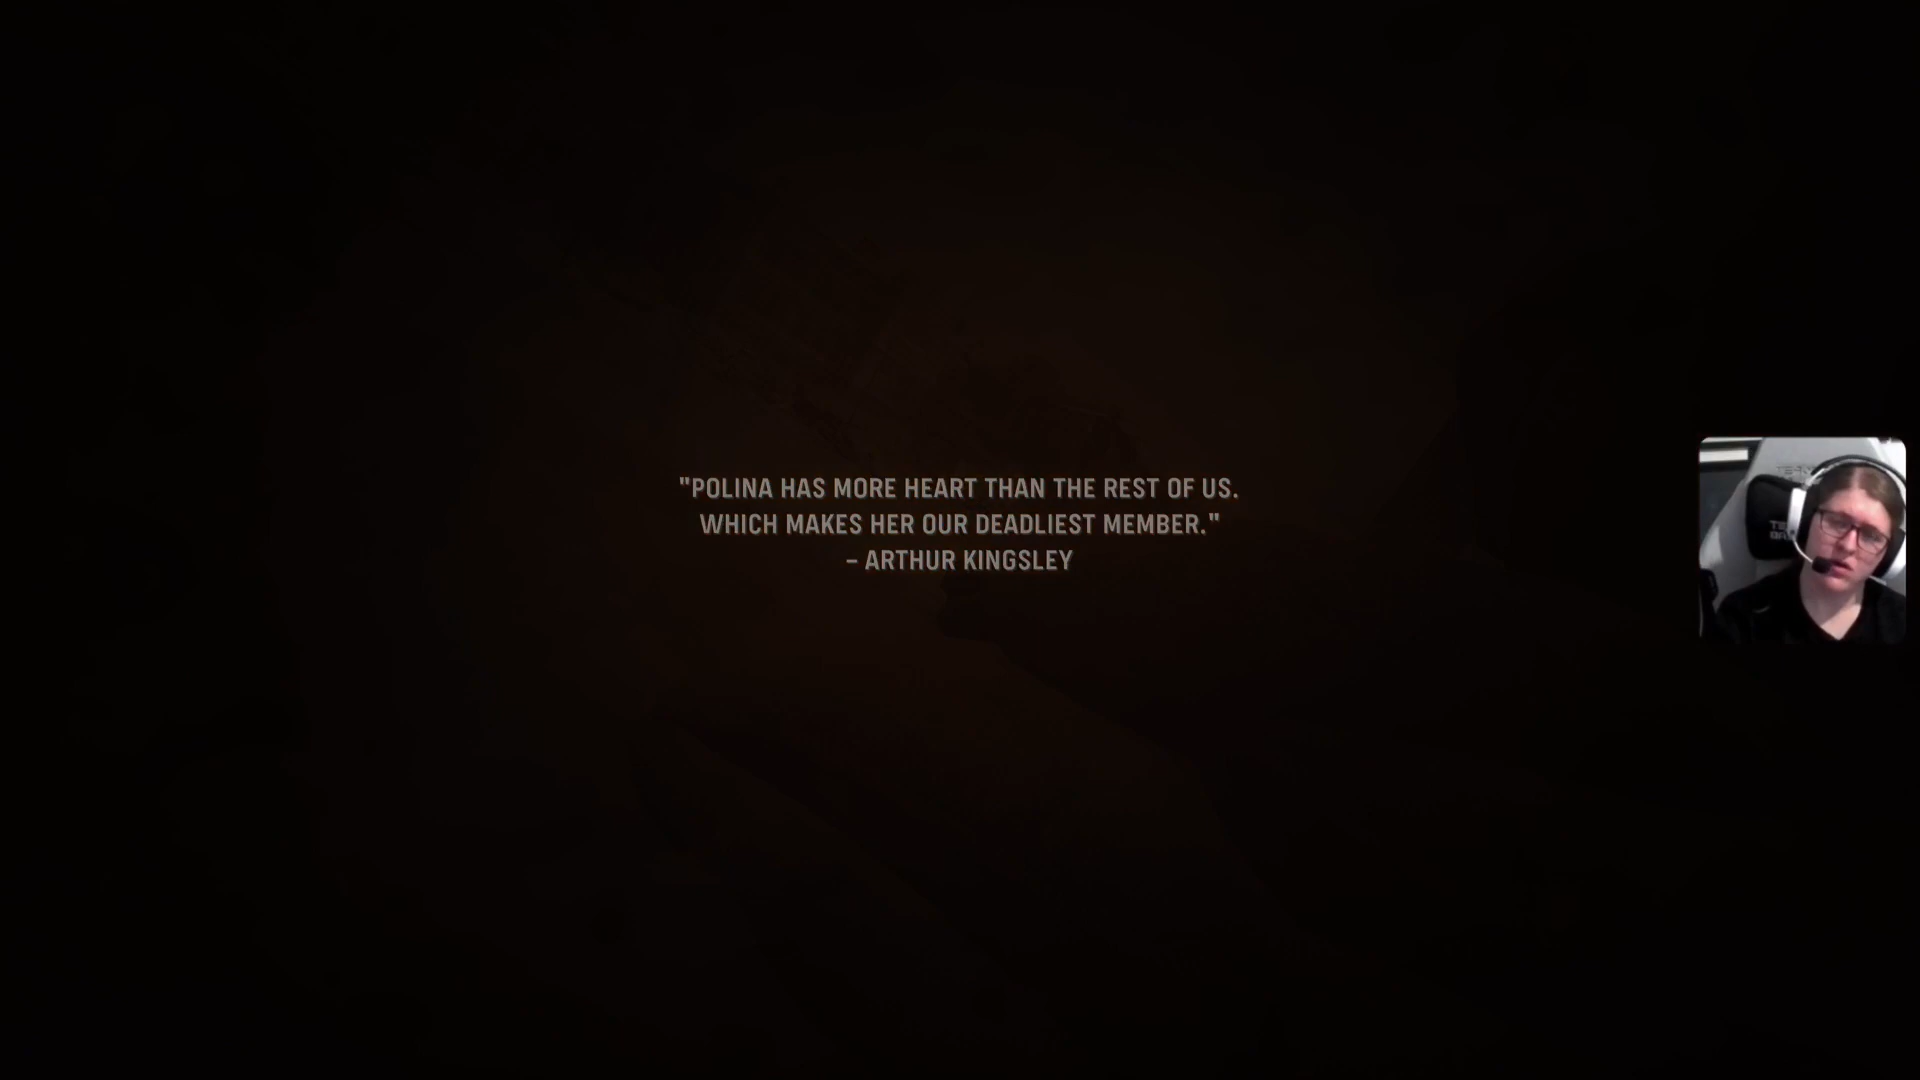 "POLINA HAS MORE HEART THAN THE REST OF US.
WHICH MAKES HER OUR DEADLIEST MEMBER."
– ARTHUR KINGSLEY